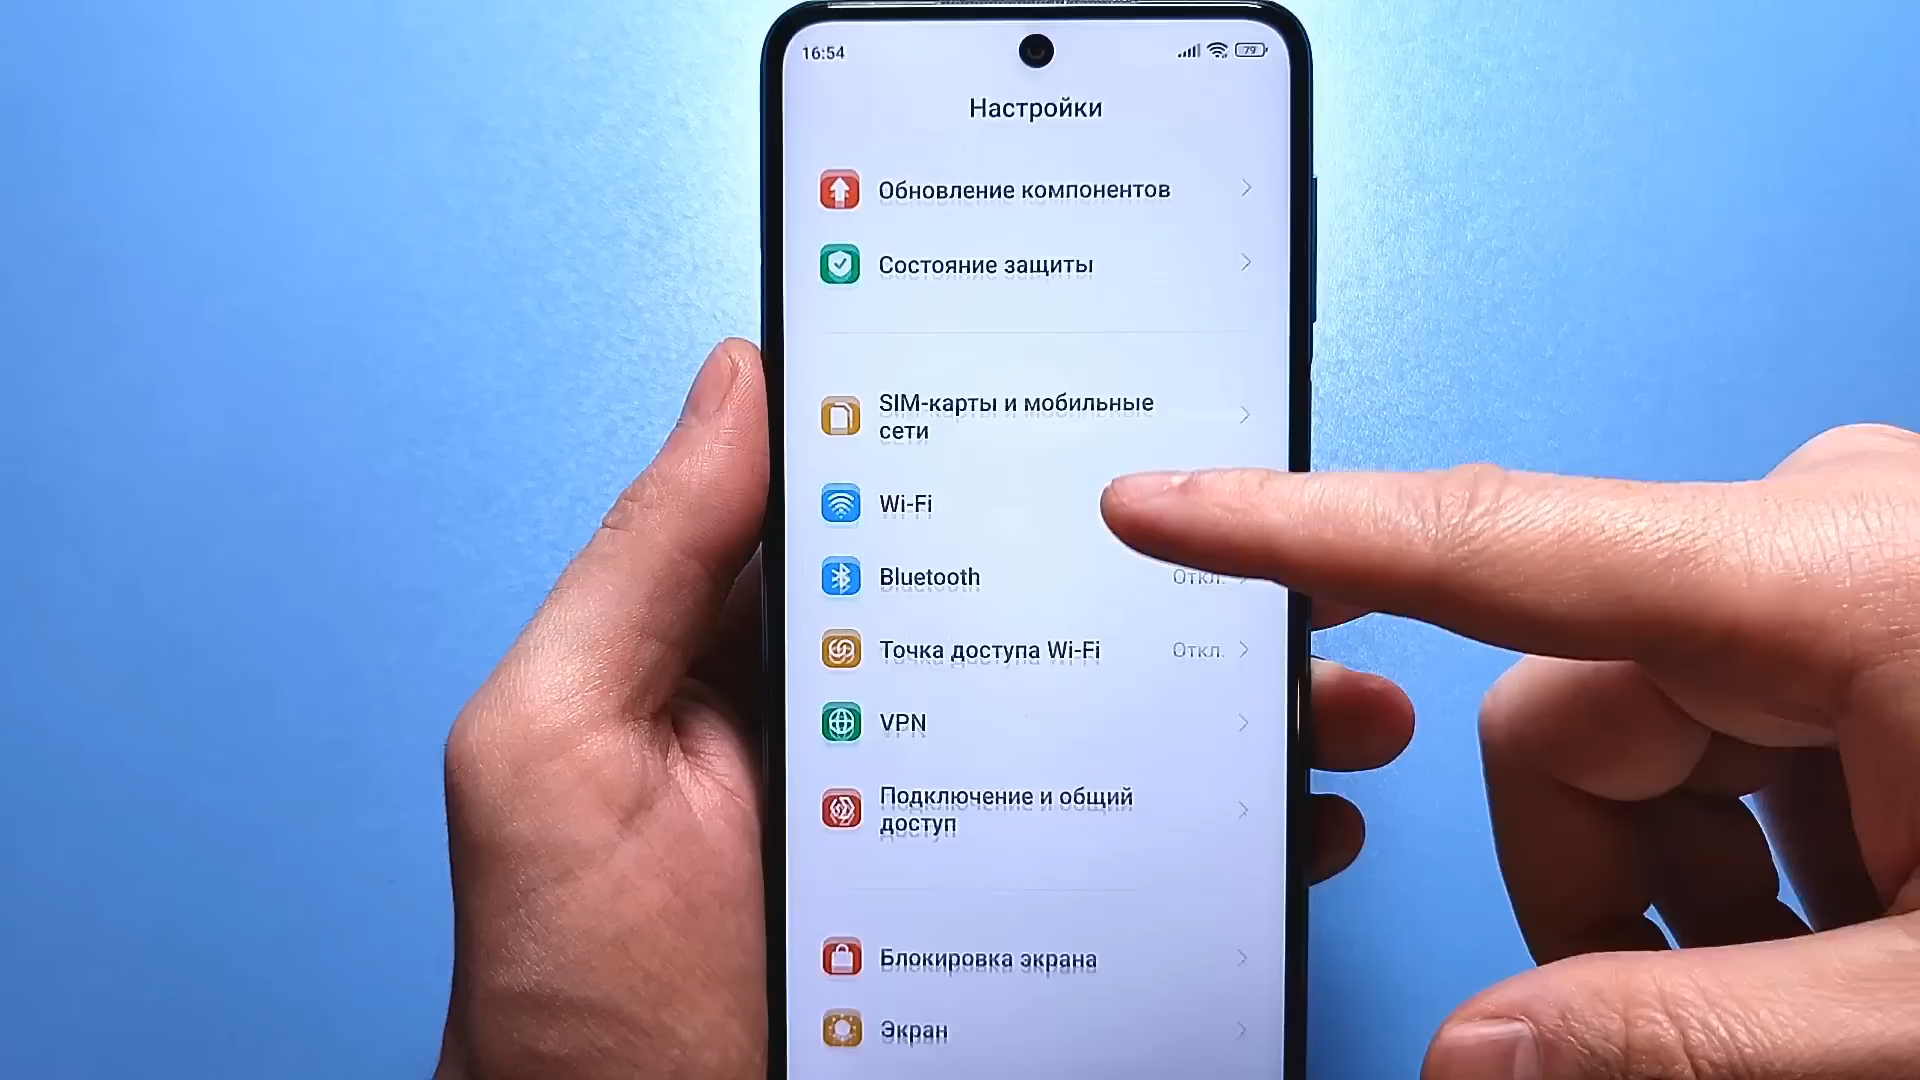 16:54
79
Настройки
Обновление компонентов
Состояние защиты
SIM-карты и мобильные
сети
Wi-Fi
Bluetooth
Откл.
Точка доступа Wi-Fi
Откл.
VPN
Подключение и общий
доступ
Блокировка экрана
Экран